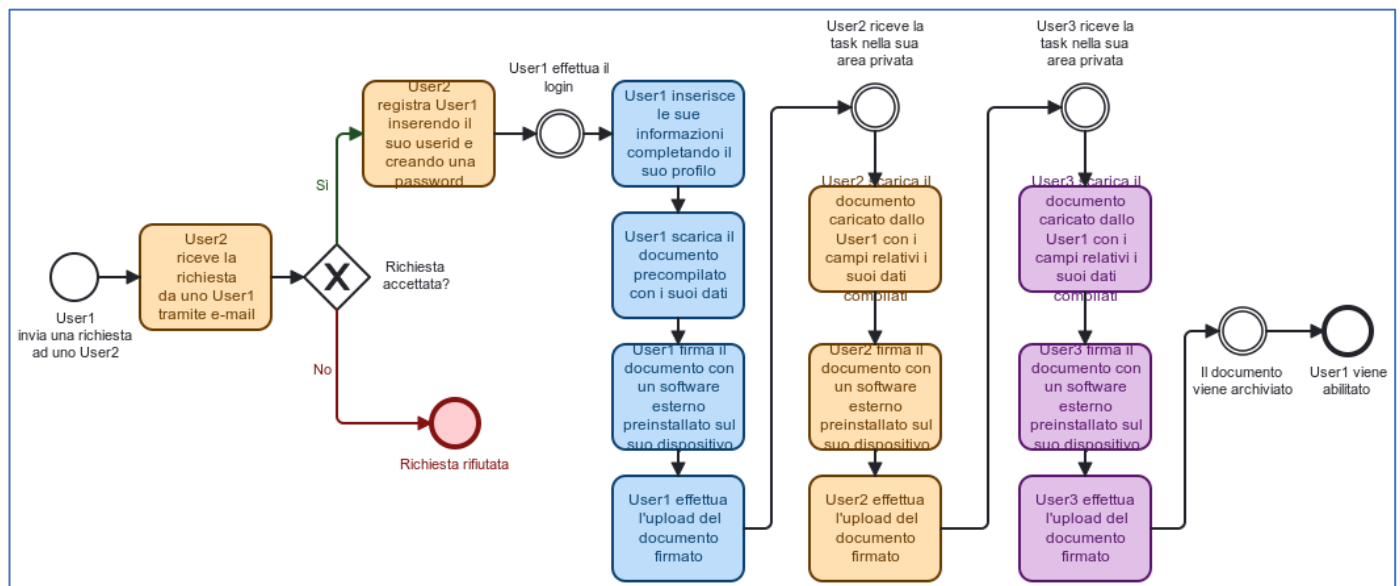 User1
invia una richiesta
ad uno User2
User2
riceve la
richiesta
da uno User1
tramite e-mail
Richiesta
accettata?
Sì
No
Richiesta rifiutata
User2
registra User1
inserendo il
suo userid e
creando una
password
User1 effettua il
login
User1 inserisce
le sue
informazioni
completando il
suo profilo
User1 scarica il
documento
precompilato
con i suoi dati
User1 firma il
documento con
un software
esterno
preinstallato sul
suo dispositivo
User1 effettua
l'upload del
documento
firmato
User2 riceve la
task nella sua
area privata
User2 scarica il
documento
caricato dallo
User1 con i
campi relativi i
suoi dati
compilati
User2 firma il
documento con
un software
esterno
preinstallato sul
suo dispositivo
User2 effettua
l'upload del
documento
firmato
User3 riceve la
task nella sua
area privata
User3 scarica il
documento
caricato dallo
User1 con i
campi relativi i
suoi dati
compilati
User3 firma il
documento con
un software
esterno
preinstallato sul
suo dispositivo
User3 effettua
l'upload del
documento
firmato
Il documento
viene archiviato
User1 viene
abilitato